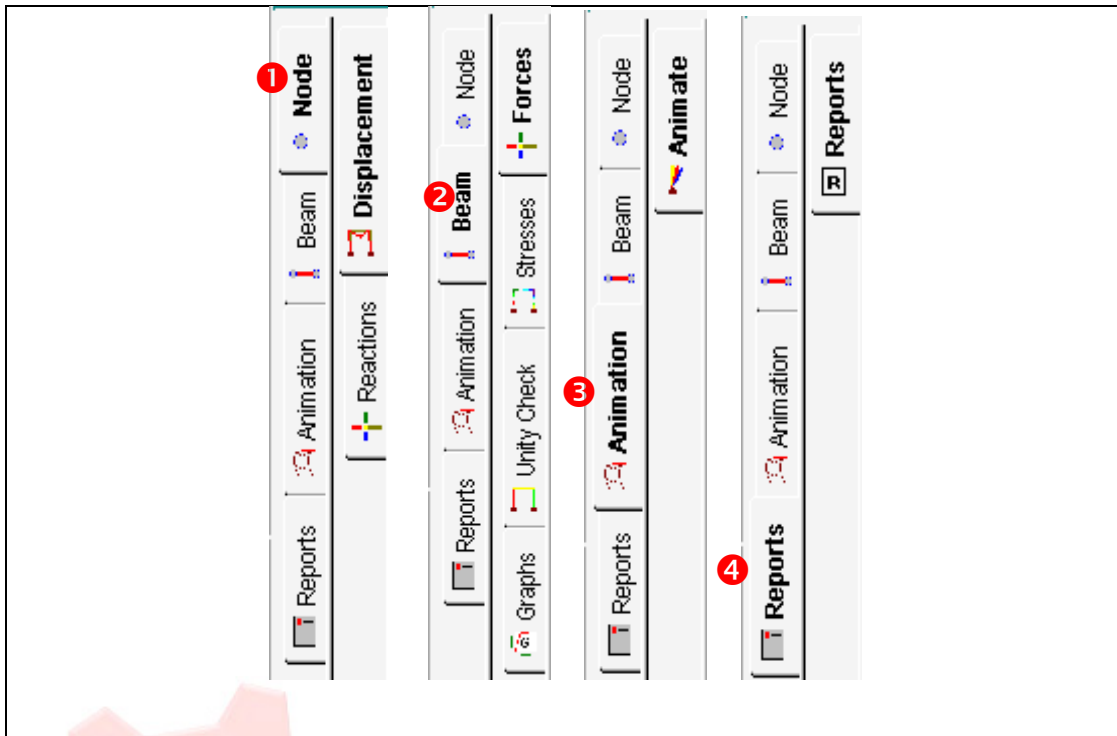 1
Node
Beam
Animation
Reports
Displacement
Reactions
2
Node
Beam
Animation
Reports
Forces
Stresses
Unity Check
Graphs
3
Node
Beam
Animation
Reports
Animate
4
Node
Beam
Animation
Reports
R Reports